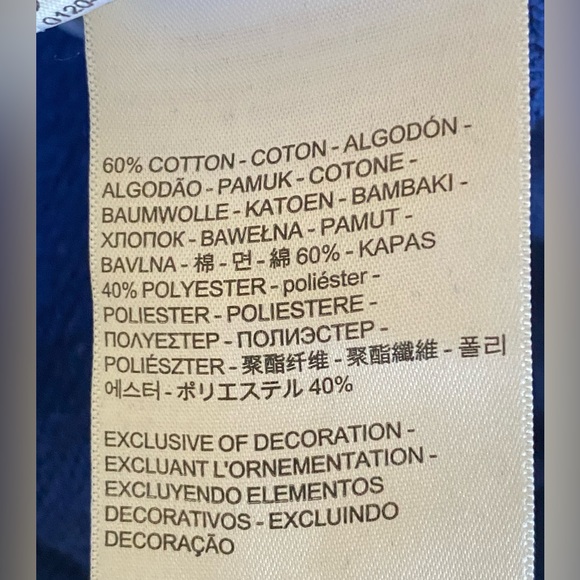 0120
60% COTTON - COTON - ALGODÓN -
ALGODÃO - PAMUK - COTONE -
BAUMWOLLE - KATOEN - BAMBAKI -
ХЛОПОК - BAWEŁNA - PAMUT -
BAVLNA - 棉 - 면 - 綿 60% - KAPAS
40% POLYESTER - poliéster -
POLIESTER - POLIESTERE -
ΠΟΛΥΕΣΤΕΡ - ПОЛИЭСТЕР -
POLIÉSZTER - 聚酯纤维 - 聚酯纖維 - 폴리
에스터 - ポリエステル 40%
EXCLUSIVE OF DECORATION -
EXCLUANT L'ORNEMENTATION -
EXCLUYENDO ELEMENTOS
DECORATIVOS - EXCLUINDO
DECORAÇÃO